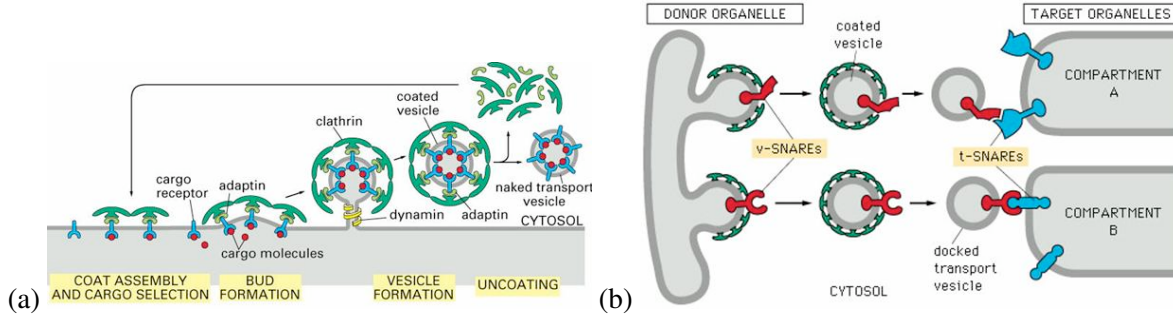 (a)
coated
vesicle
clathrin
cargo
receptor
adaptin
naked transport
vesicle
dynamin
adaptin
CYTOSOL
cargo molecules
COAT ASSEMBLY
AND CARGO SELECTION
BUD
FORMATION
VESICLE
FORMATION
UNCOATING
(b)
DONOR ORGANELLE
TARGET ORGANELLES
coated
vesicle
COMPARTMENT
A
v-SNAREs
t-SNAREs
COMPARTMENT
B
docked
transport
vesicle
CYTOSOL